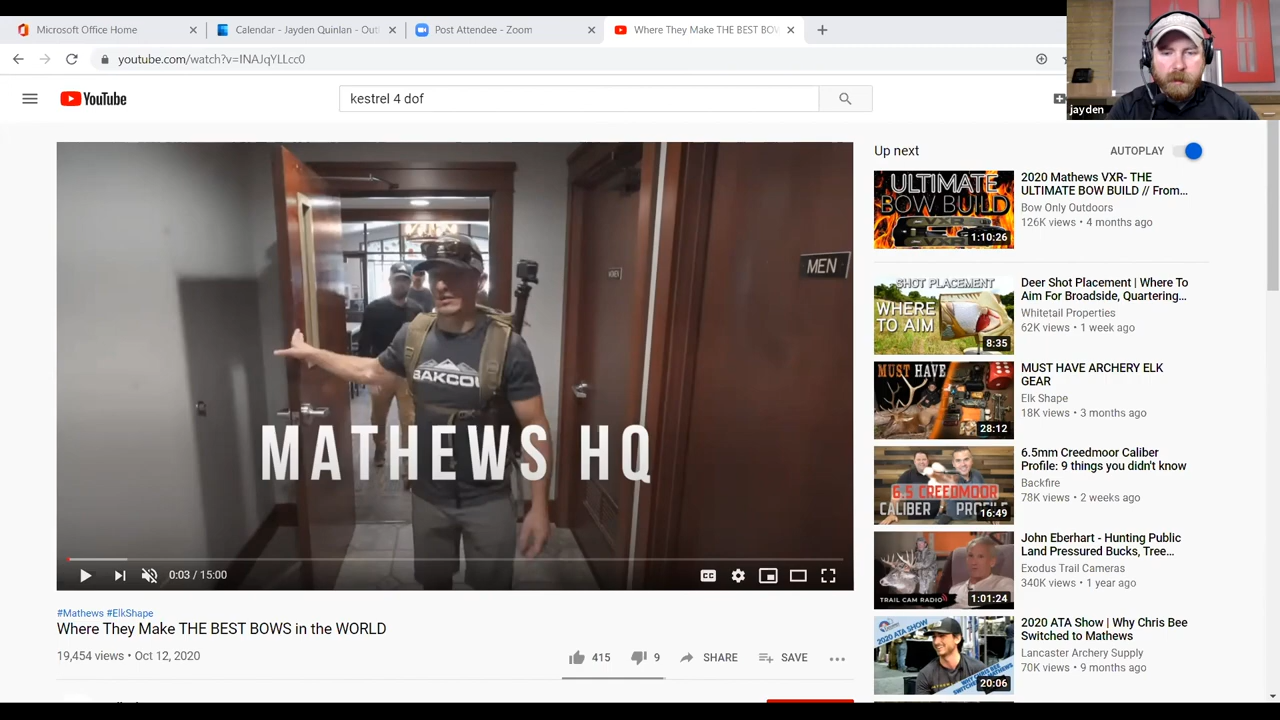 Microsoft Office Home
Calendar - Jayden Quinlan - Out
Post Attendee - Zoom
Where They Make THE BEST BOW
youtube.com/watch?v=INAJqYLLcc0
YouTube
kestrel 4 dof
jayden
Up next
AUTOPLAY
MEN
WOMEN
BAKCOU
MATHEWS HQ
0:03 / 15:00
CC
#Mathews #ElkShape
Where They Make THE BEST BOWS in the WORLD
19,454 views • Oct 12, 2020
415
9
SHARE
SAVE
ULTIMATE
BOW BUILD
VXR
1:10:26
2020 Mathews VXR- THE
ULTIMATE BOW BUILD // From...
Bow Only Outdoors
126K views • 4 months ago
SHOT PLACEMENT
WHERE
TO AIM
8:35
Deer Shot Placement | Where To
Aim For Broadside, Quartering...
Whitetail Properties
62K views • 1 week ago
MUST HAVE
28:12
MUST HAVE ARCHERY ELK
GEAR
Elk Shape
18K views • 3 months ago
6.5 CREEDMOOR
CALIBER PROFILE
16:49
6.5mm Creedmoor Caliber
Profile: 9 things you didn't know
Backfire
78K views • 2 weeks ago
TRAIL CAM RADIO
1:01:24
John Eberhart - Hunting Public
Land Pressured Bucks, Tree...
Exodus Trail Cameras
340K views • 1 year ago
2020 ATA SHOW
20:06
2020 ATA Show | Why Chris Bee
Switched to Mathews
Lancaster Archery Supply
70K views • 9 months ago